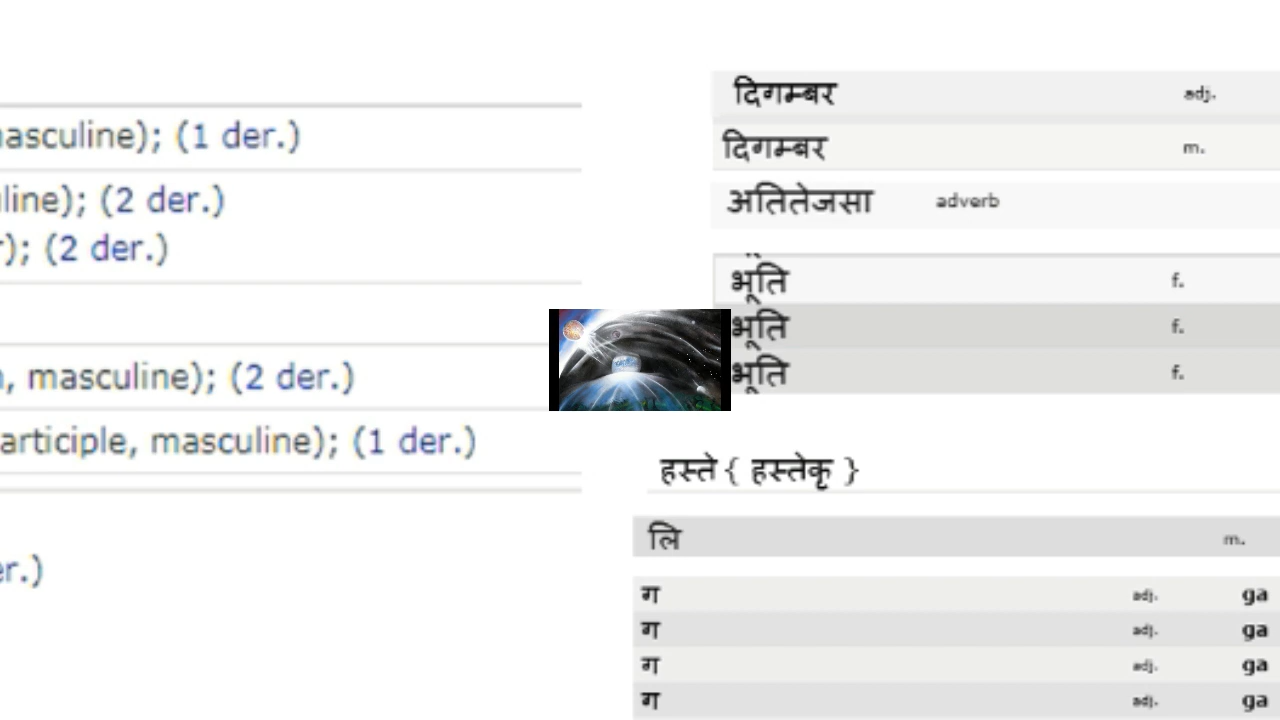 masculine); (1 der.)
line); (2 der.)
r); (2 der.)
, masculine); (2 der.)
articiple, masculine); (1 der.)
er.)
दिगम्बर adj.
दिगम्बर m.
अतितेजसा adverb
भूति f.
भूति f.
भूति f.
हस्ते { हस्तेकृ }
लि m.
ग adj. ga
ग adj. ga
ग adj. ga
ग adj. ga